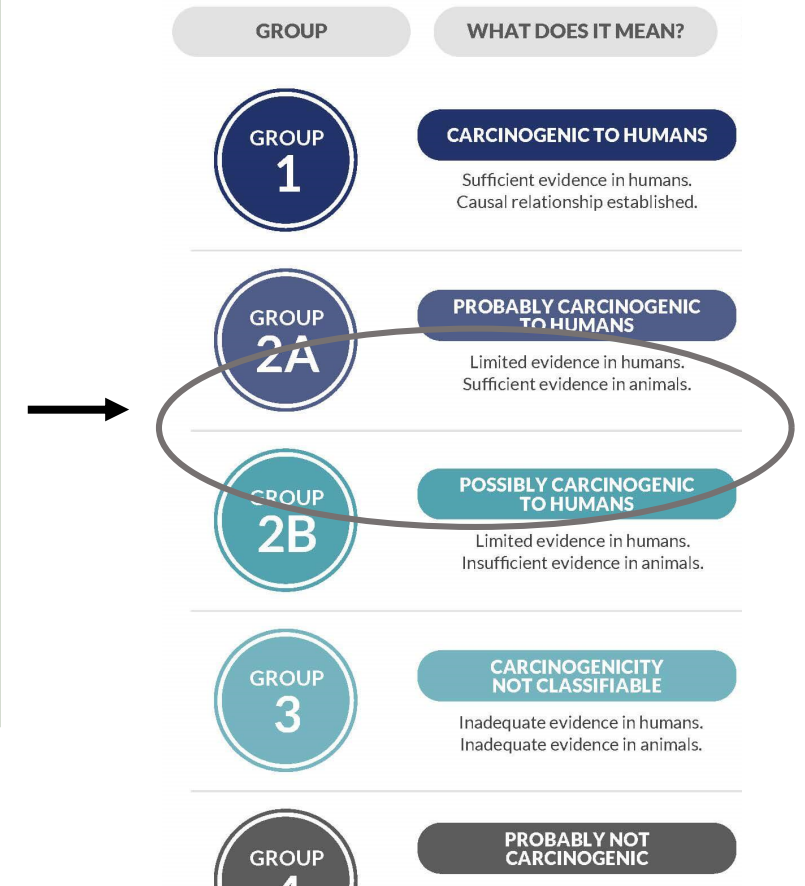 GROUP
WHAT DOES IT MEAN?
GROUP
1
CARCINOGENIC TO HUMANS
Sufficient evidence in humans.
Causal relationship established.
GROUP
2A
PROBABLY CARCINOGENIC
TO HUMANS
Limited evidence in humans.
Sufficient evidence in animals.
GROUP
2B
POSSIBLY CARCINOGENIC
TO HUMANS
Limited evidence in humans.
Insufficient evidence in animals.
GROUP
3
CARCINOGENICITY
NOT CLASSIFIABLE
Inadequate evidence in humans.
Inadequate evidence in animals.
GROUP
4
PROBABLY NOT
CARCINOGENIC